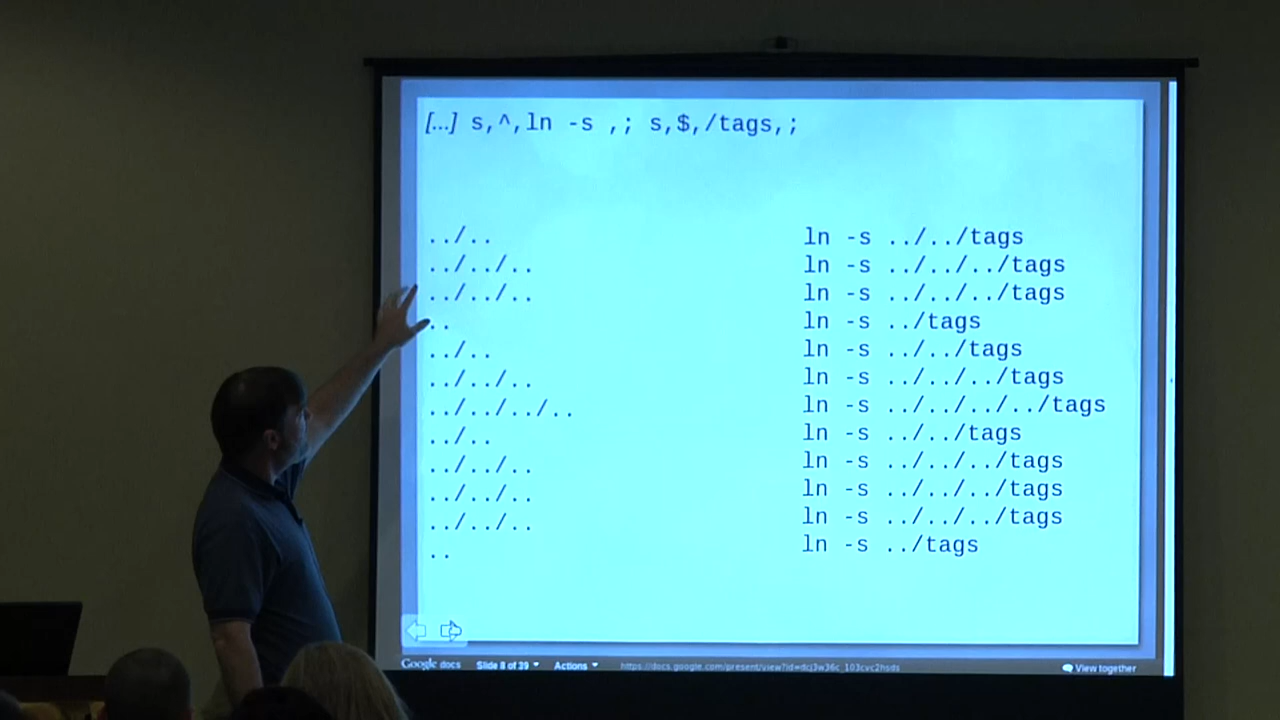 [...] s,^,ln -s ,; s,$,/tags,;
../.. ln -s ../../tags
../../.. ln -s ../../../tags
../../.. ln -s ../../../tags
.. ln -s ../tags
../.. ln -s ../../tags
../../.. ln -s ../../../tags
../../../.. ln -s ../../../../tags
../.. ln -s ../../tags
../../.. ln -s ../../../tags
../../.. ln -s ../../../tags
../../.. ln -s ../../../tags
.. ln -s ../tags
Google docs Slide 8 of 39 Actions View together